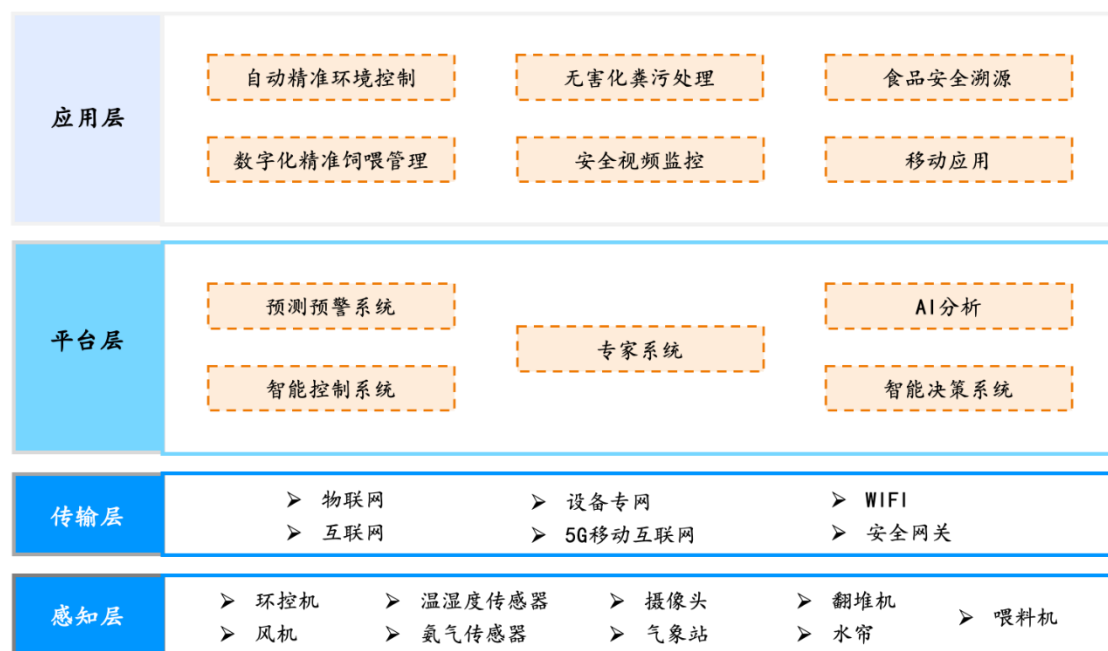 应用层
自动精准环境控制 无害化粪污处理 食品安全溯源
数字化精准饲喂管理 安全视频监控 移动应用
平台层
预测预警系统 AI分析
专家系统
智能控制系统 智能决策系统
传输层
➢ 物联网 ➢ 设备专网 ➢ WIFI
➢ 互联网 ➢ 5G移动互联网 ➢ 安全网关
感知层
➢ 环控机 ➢ 温湿度传感器 ➢ 摄像头 ➢ 翻堆机
➢ 喂料机
➢ 风机 ➢ 氨气传感器 ➢ 气象站 ➢ 水帘